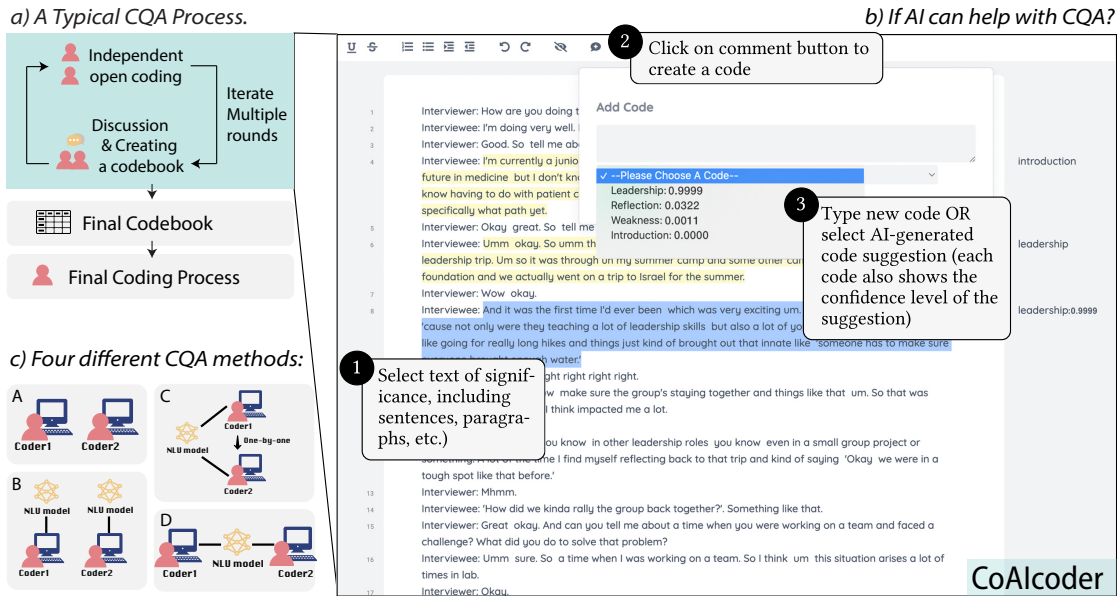 a) A Typical CQA Process.
Independent
open coding
Iterate
Multiple
rounds
Discussion
& Creating
a codebook
Final Codebook
Final Coding Process
c) Four different CQA methods:
A
Coder1
Coder2
B
NLU model
NLU model
Coder1
Coder2
C
Coder1
NLU model
One-by-one
Coder2
D
Coder1
NLU model
Coder2
b) If AI can help with CQA?
2 Click on comment button to
create a code
Add Code
✓ --Please Choose A Code--
Leadership: 0.9999
Reflection: 0.0322
Weakness: 0.0011
Introduction: 0.0000
3 Type new code OR
select AI-generated
code suggestion (each
code also shows the
confidence level of the
suggestion)
1 Select text of signif-
icance, including
sentences, paragra-
phs, etc.)
1 Interviewer: How are you doing
2 Interviewee: I'm doing very well.
3 Interviewer: Good. So tell me
4 Interviewee: I'm currently a introduction
future in medicine but I don't
know having to do with patient
specifically what path yet.
5 Interviewer: Okay great. So tell me
6 Interviewee: Umm okay. So umm leadership
leadership trip. Um so it was through uh my summer camp and some other
foundation and we actually went on a trip to Israel for the summer.
7 Interviewer: Wow okay.
8 Interviewee: And it was the first time I'd ever been which was very exciting um. leadership:0.9999
'cause not only were they teaching a lot of leadership skills but also a lot of
like going for really long hikes and things just kind of brought out that innate like 'someone has to make sure
water.'
right right right.
make sure the group's staying together and things like that um. So that was
I think impacted me a lot.
you know in other leadership roles you know even in a small group project or
time I find myself reflecting back to that trip and kind of saying 'Okay we were in a
tough spot like that before.'
13 Interviewer: Mhmm.
14 Interviewee: 'How did we kinda rally the group back together?'. Something like that.
15 Interviewer: Great okay. And can you tell me about a time when you were working on a team and faced a
challenge? What did you do to solve that problem?
16 Interviewee: Umm sure. So a time when I was working on a team. So I think um this situation arises a lot of
times in lab.
17 Interviewer: Okay.
CoAIcoder